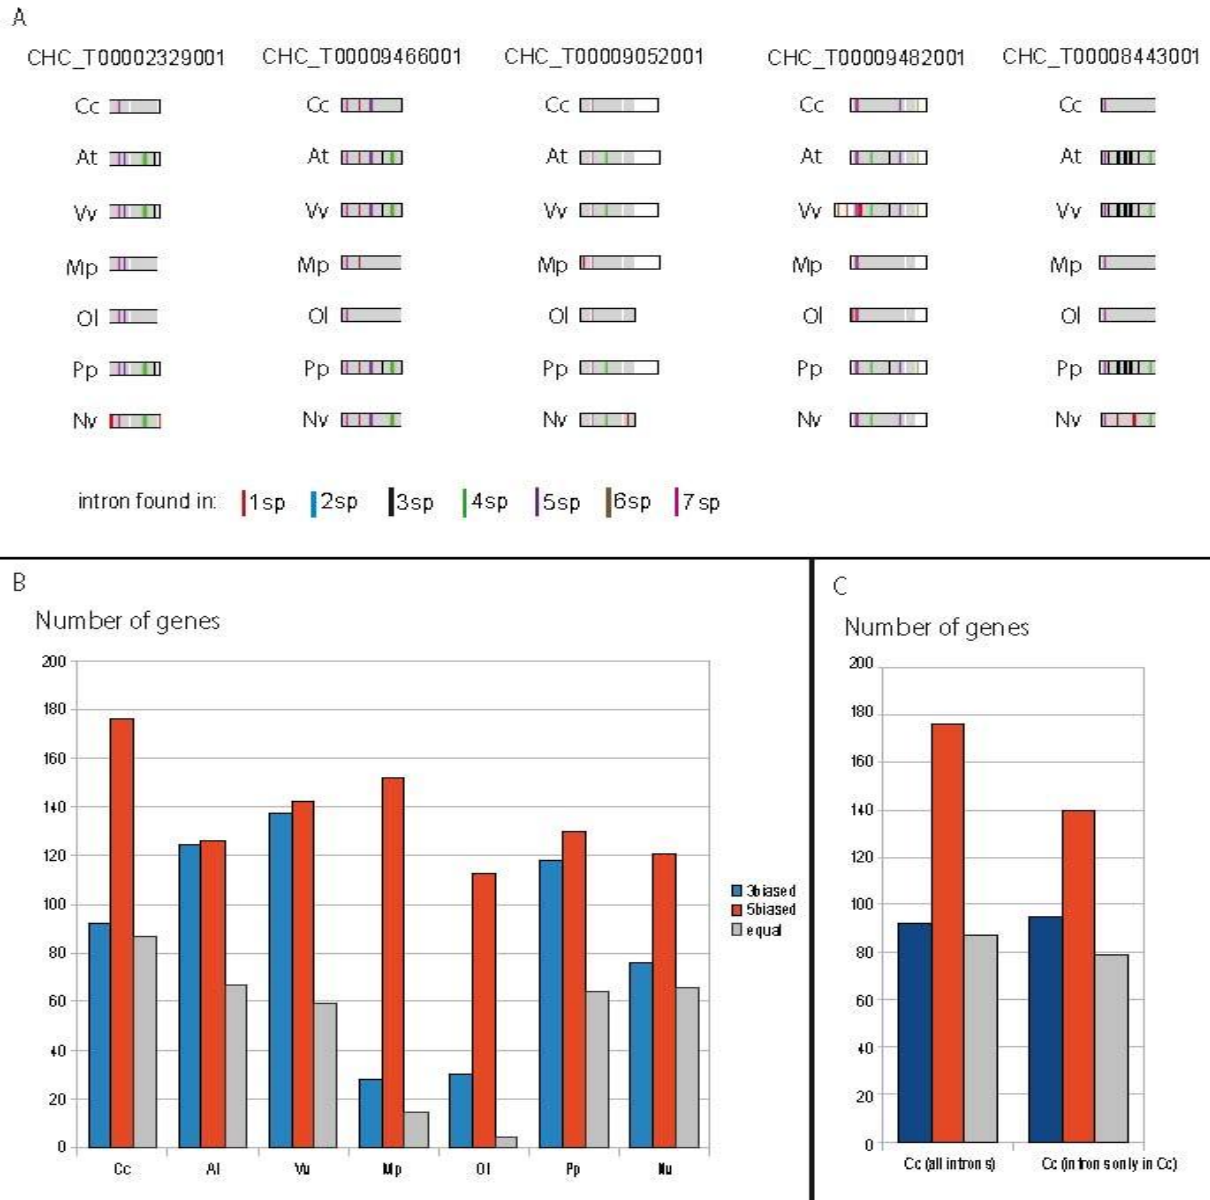 A
CHC_T00002329001 CHC_T00009466001 CHC_T00009052001 CHC_T00009482001 CHC_T00008443001
Cc Cc Cc Cc Cc
At At At At At
Vv Vv Vv Vv Vv
Mp Mp Mp Mp Mp
Ol Ol Ol Ol Ol
Pp Pp Pp Pp Pp
Nv Nv Nv Nv Nv
intron found in: 1sp 2sp 3sp 4sp 5sp 6sp 7sp
B
Number of genes
200
180
160
140
120
100
80
60
40
20
0
Cc At Vu Mp Ol Pp Nu
3biased
5biased
equal
C
Number of genes
200
180
160
140
120
100
80
60
40
20
0
Cc (all introns) Cc (introns only in Cc)